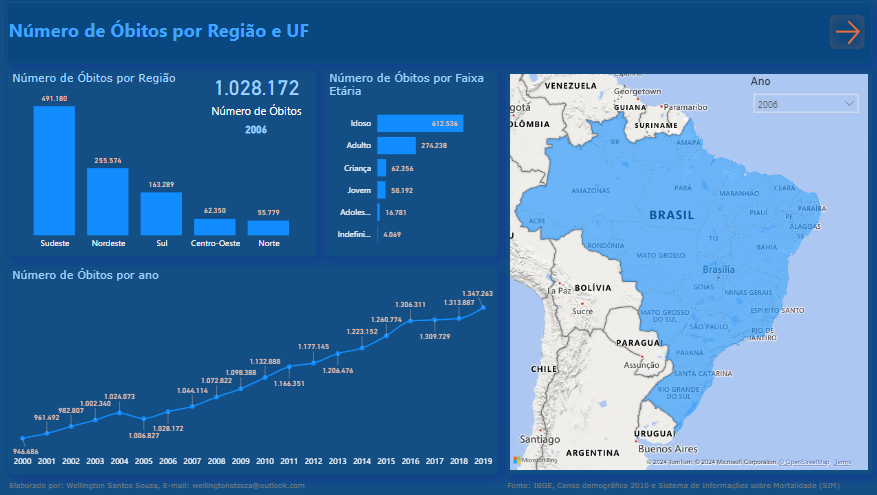 Número de Óbitos por Região e UF
Número de Óbitos por Região
1.028.172
Número de Óbitos
2006
491.180
255.574
163.289
62.350
55.779
Sudeste
Nordeste
Sul
Centro-Oeste
Norte
Número de Óbitos por Faixa
Etária
Idoso 612.536
Adulto 274.238
Criança 62.356
Jovem 58.192
Adoles... 16.781
Indefini... 4.069
Número de Óbitos por ano
946.686
961.492
982.807
1.002.340
1.024.073
1.006.827
1.028.172
1.044.114
1.072.822
1.098.388
1.132.888
1.166.351
1.177.145
1.206.476
1.223.152
1.260.774
1.306.311
1.309.729
1.313.887
1.347.263
2000 2001 2002 2003 2004 2005 2006 2007 2008 2009 2010 2011 2012 2013 2014 2015 2016 2017 2018 2019
Ano
2006
VENEZUELA
Georgetown
GUIANA
Paramaribo
SURINAME
OLÔMBIA
RR
AMAPÁ
AMAZONAS
PARÁ
MARANHÃO
CEARÁ
PARAÍBA
PIAUÍ
PE
ALAGOAS
SE
ACRE
BRASIL
RONDÔNIA
TO
BAHIA
MATO GROSSO
Brasília
GOIÁS
MINAS GERAIS
La Paz
BOLÍVIA
Sucre
MATO GROSSO
DO SUL
ESPÍRITO SANTO
SÃO PAULO
RIO DE
JANEIRO
PARAGUAI
Assunção
PARANÁ
SANTA CATARINA
RIO GRANDE
DO SUL
CHILE
Santiago
URUGUAI
Buenos Aires
ARGENTINA
Microsoft Bing
© 2024 TomTom, © 2024 Microsoft Corporation, © OpenStreetMap Terms
Elaborado por: Wellington Santos Souza, E-mail: wellingtonstsza@outlook.com
Fonte: IBGE, Censo demográfico 2010 e Sistema de Informações sobre Mortalidade (SIM)